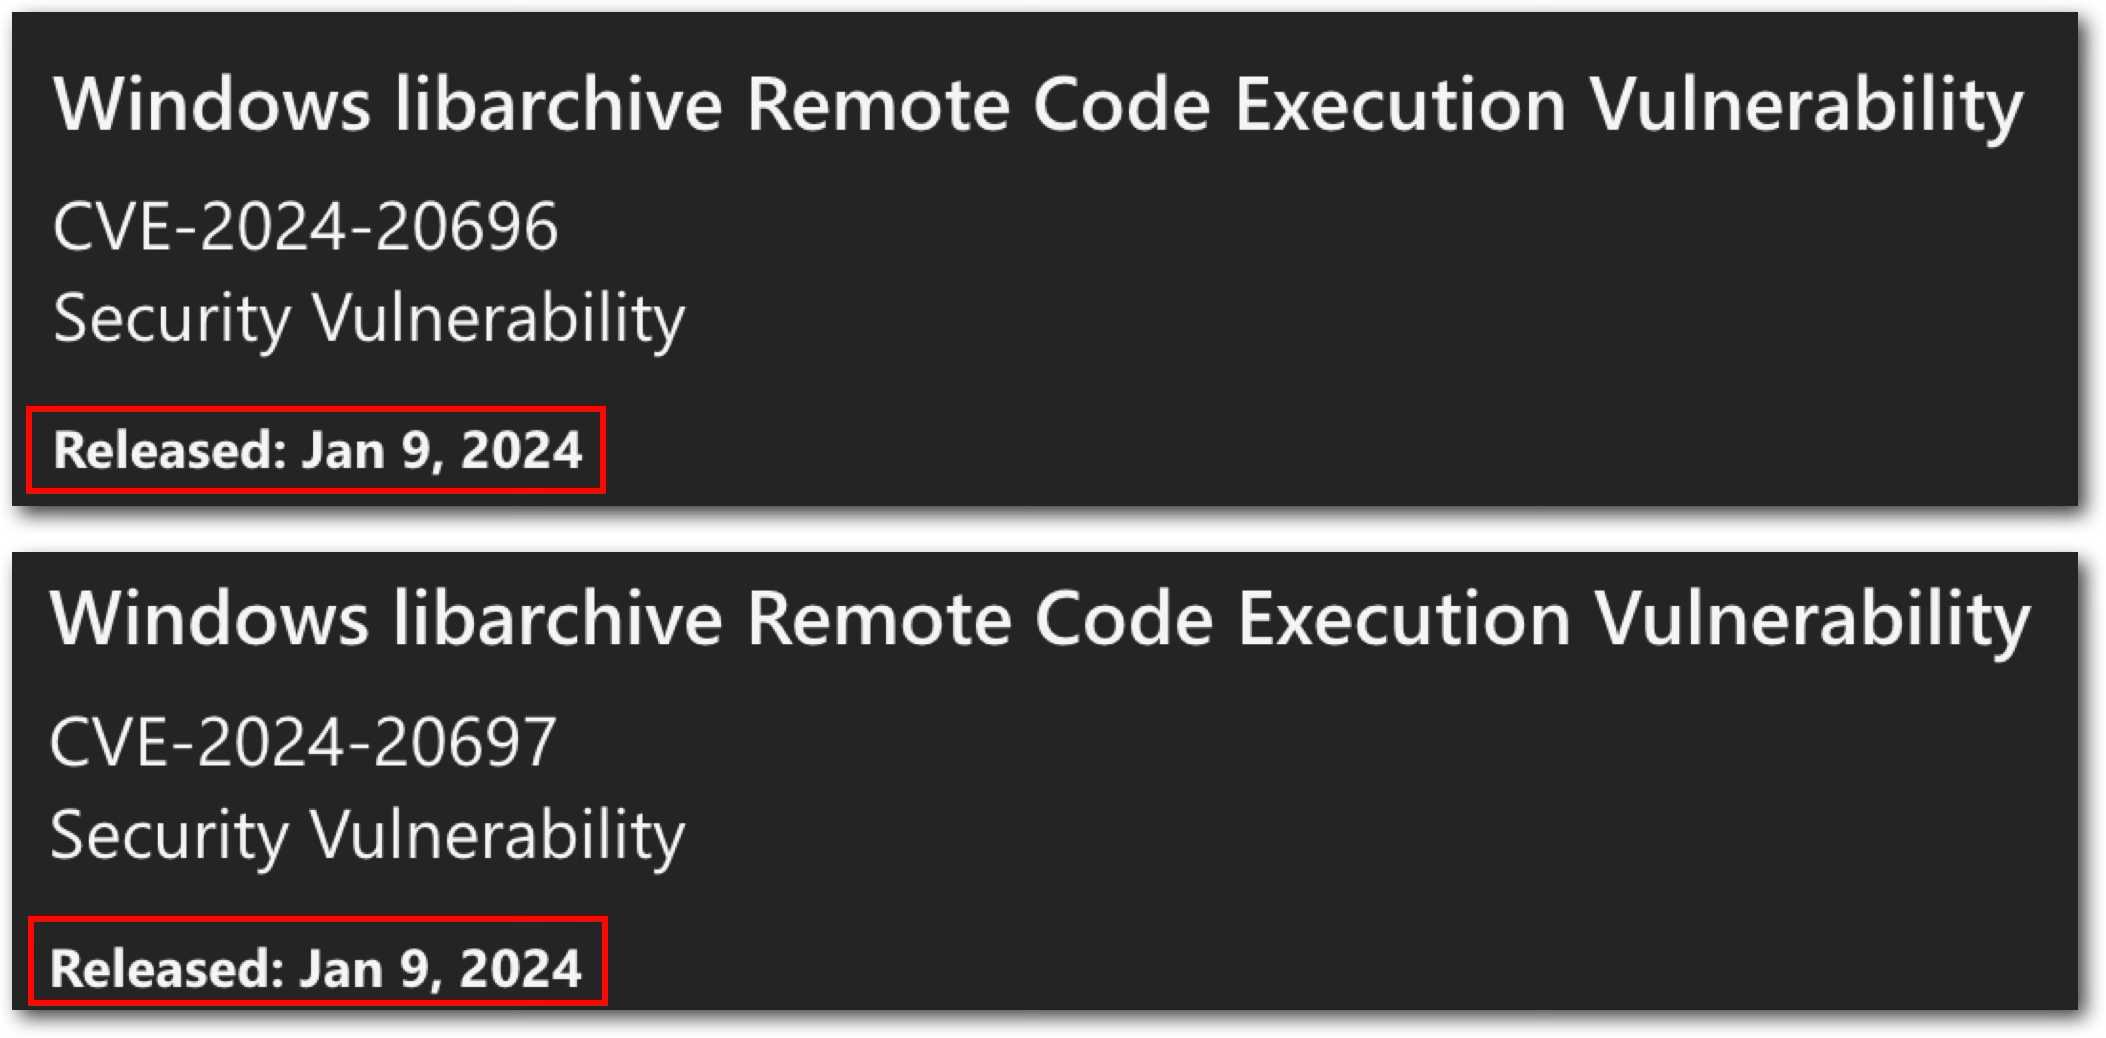 Windows libarchive Remote Code Execution Vulnerability
CVE-2024-20696
Security Vulnerability
Released: Jan 9, 2024
Windows libarchive Remote Code Execution Vulnerability
CVE-2024-20697
Security Vulnerability
Released: Jan 9, 2024